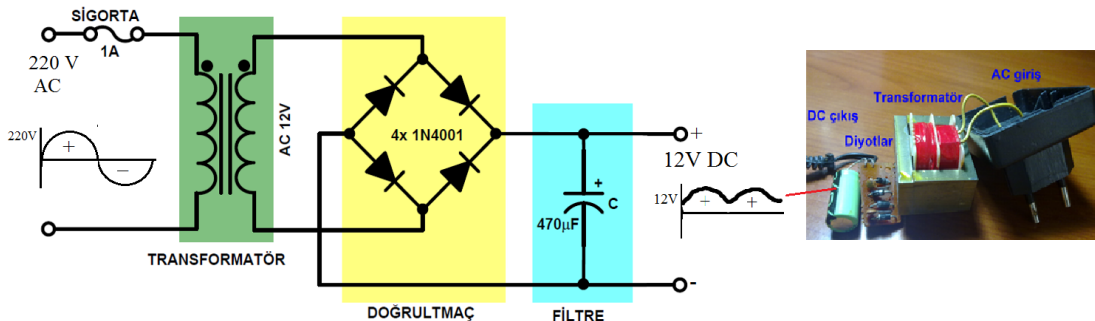 SİGORTA
1A
220 V
AC
220V
+
−
TRANSFORMATÖR
AC 12V
4x 1N4001
DOĞRULTMAÇ
+
C
470µF
FİLTRE
+
12V DC
12V
+ +
-
AC giriş
Transformatör
DC çıkış
Diyotlar